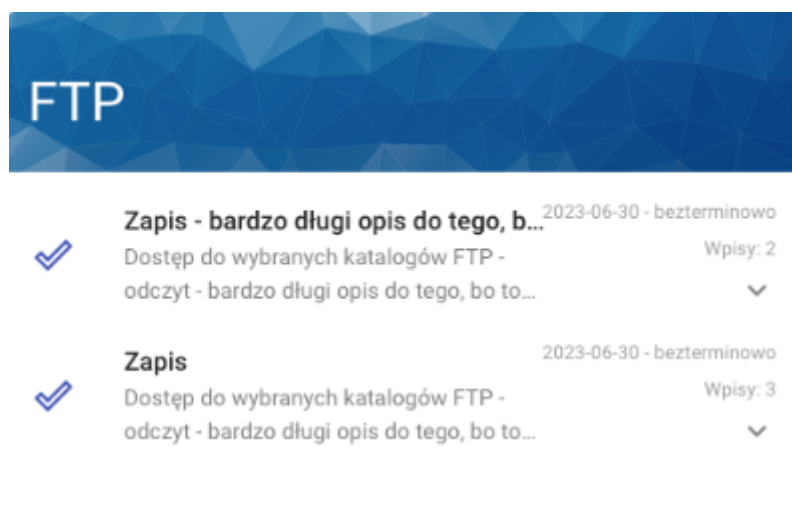 FTP
Zapis - bardzo długi opis do tego, b...
2023-06-30 - bezterminowo
Dostęp do wybranych katalogów FTP -
Wpisy: 2
odczyt - bardzo długi opis do tego, bo to...
Zapis
2023-06-30 - bezterminowo
Dostęp do wybranych katalogów FTP -
Wpisy: 3
odczyt - bardzo długi opis do tego, bo to...